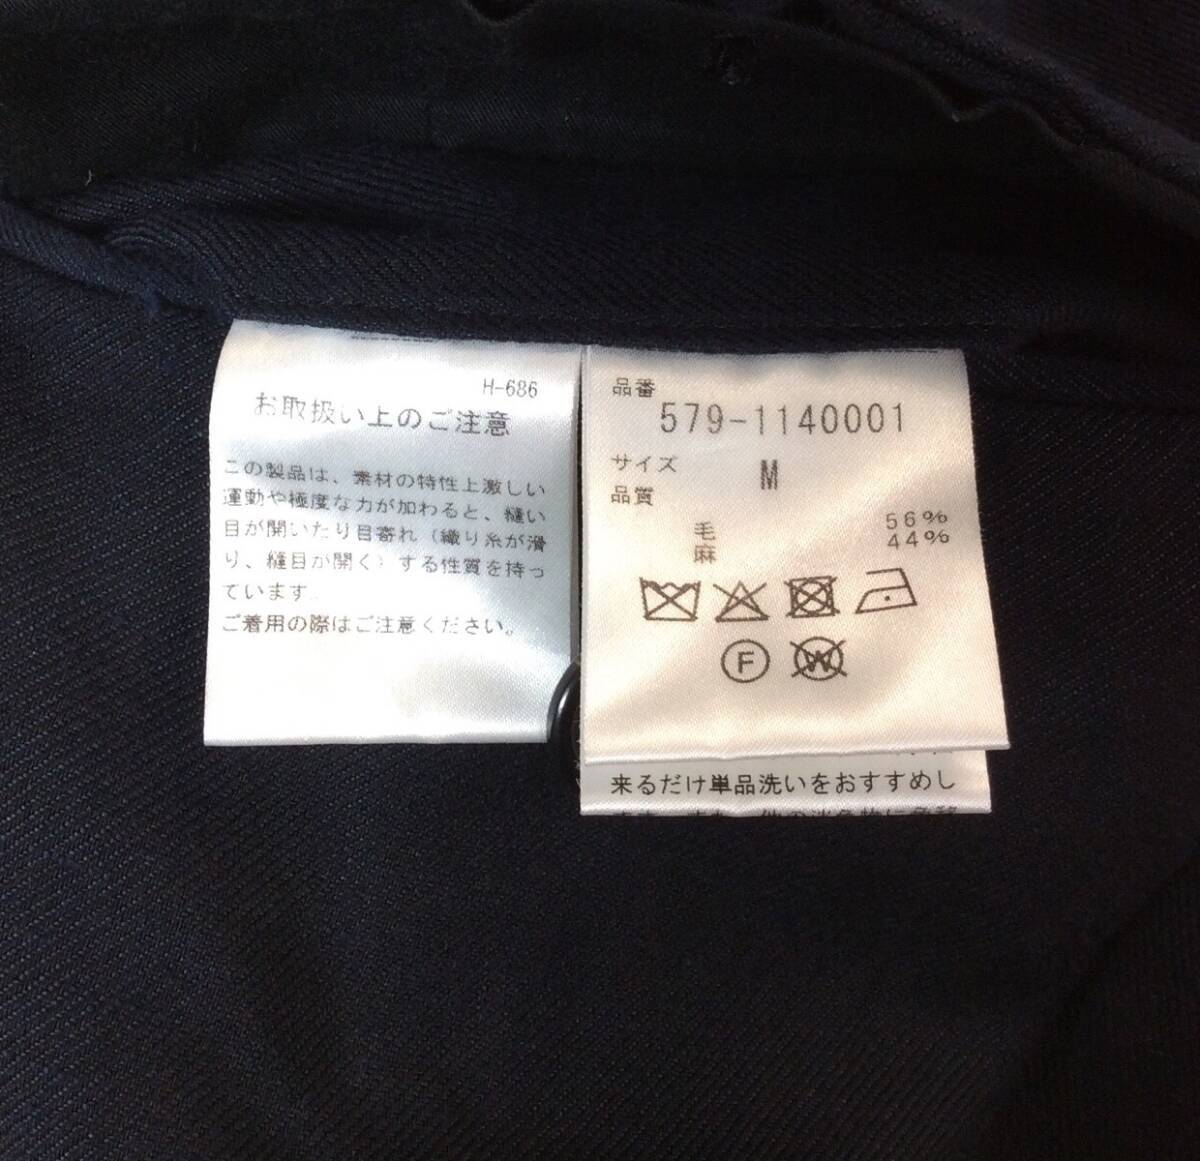 H-686
お取扱い上のご注意
この製品は、素材の特性上激しい
運動や極度な力が加わると、縫い
目が開いたり目寄れ（織り糸が滑
り、縫目が開く）する性質を持っ
ています。
ご着用の際はご注意ください。
品番
579-1140001
サイズ M
品質
毛 56%
麻 44%
F W
来るだけ単品洗いをおすすめし